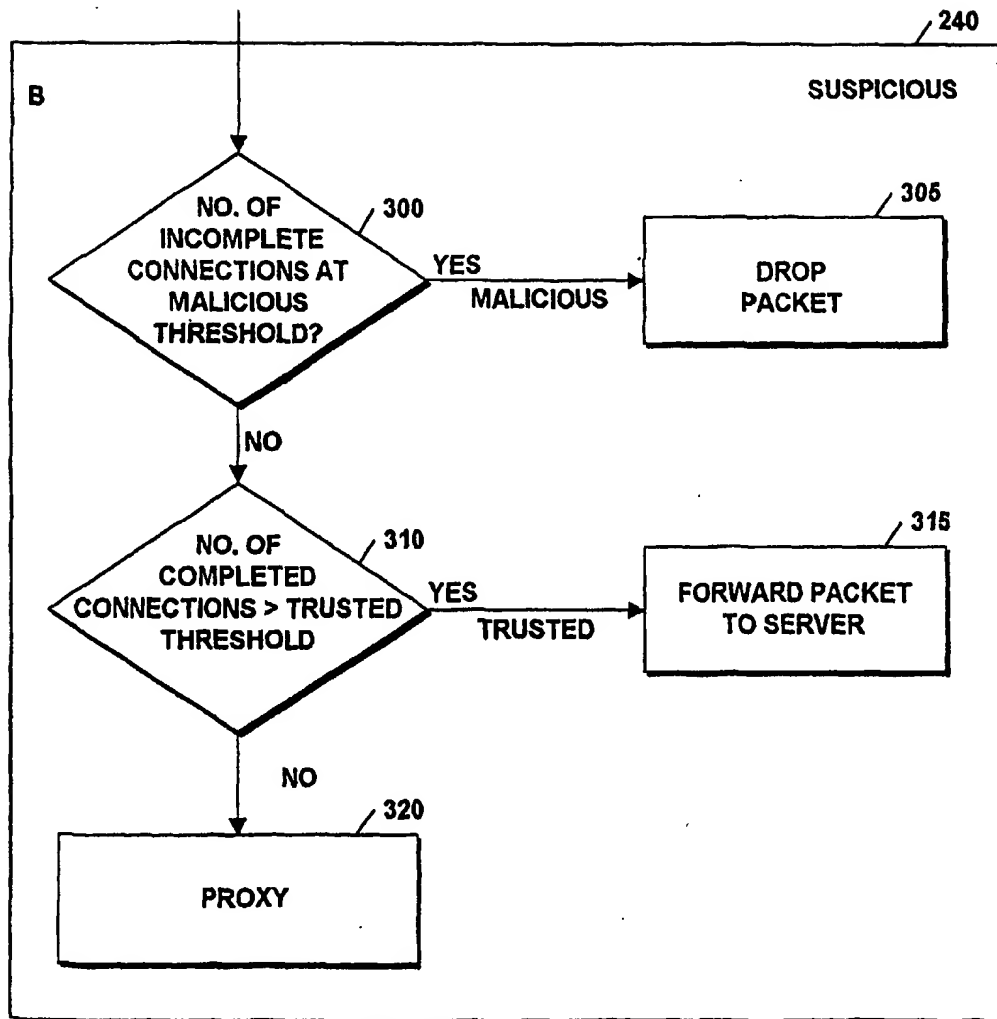 240
B
SUSPICIOUS
NO. OF
INCOMPLETE
CONNECTIONS AT
MALICIOUS
THRESHOLD?
300
YES
MALICIOUS
305
DROP
PACKET
NO
NO. OF
COMPLETED
CONNECTIONS > TRUSTED
THRESHOLD
310
YES
TRUSTED
315
FORWARD PACKET
TO SERVER
NO
320
PROXY